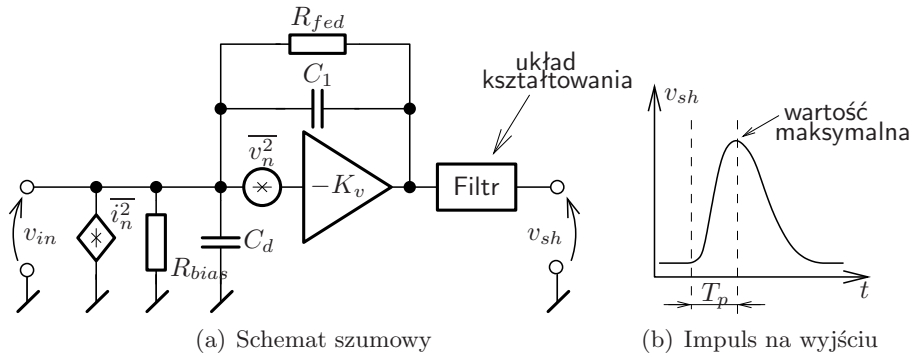 R_fed
C_1
układ
kształtowania
v_sh
wartość
maksymalna
v_n^2
−K_v
Filtr
v_in
i_n^2
R_bias
C_d
v_sh
T_p
t
(a) Schemat szumowy
(b) Impuls na wyjściu